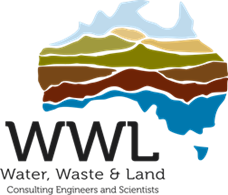 WWL
Water, Waste & Land
Consulting Engineers and Scientists